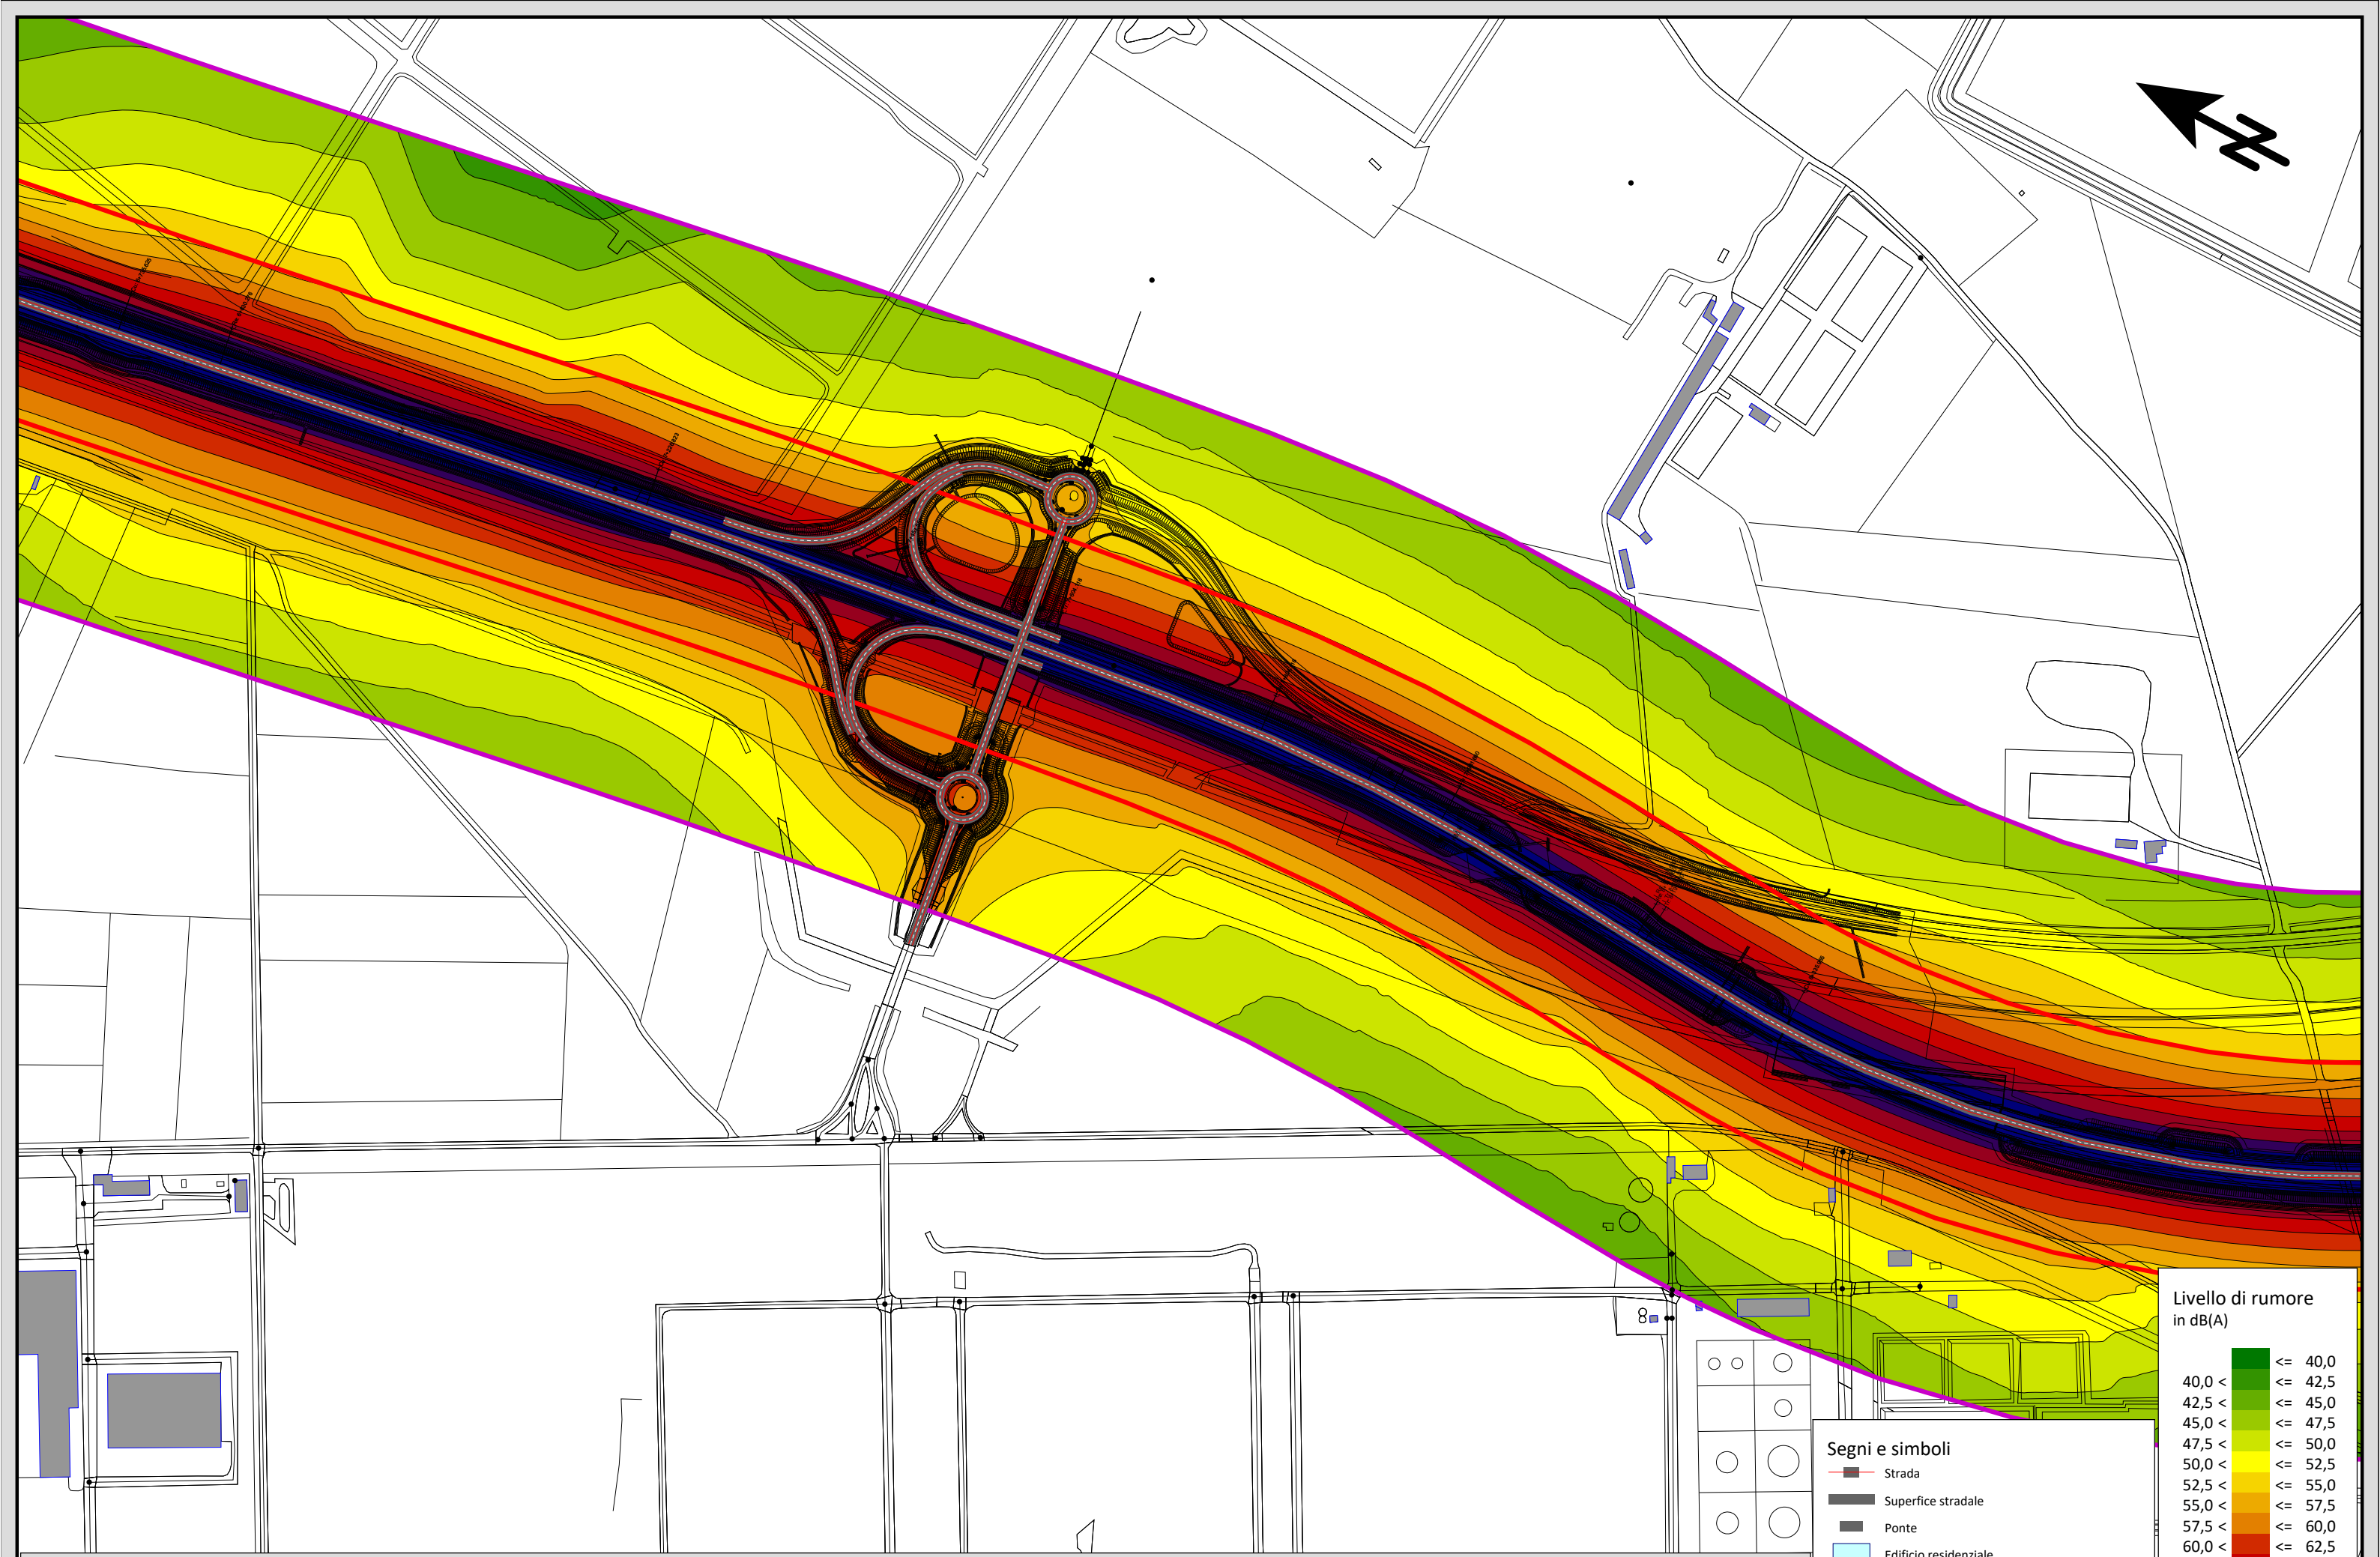 N
Livello di rumore
in dB(A)
<= 40,0
40,0 < <= 42,5
42,5 < <= 45,0
45,0 < <= 47,5
47,5 < <= 50,0
50,0 < <= 52,5
52,5 < <= 55,0
55,0 < <= 57,5
57,5 < <= 60,0
60,0 < <= 62,5
Segni e simboli
Strada
Superfice stradale
Ponte
Edificio residenziale